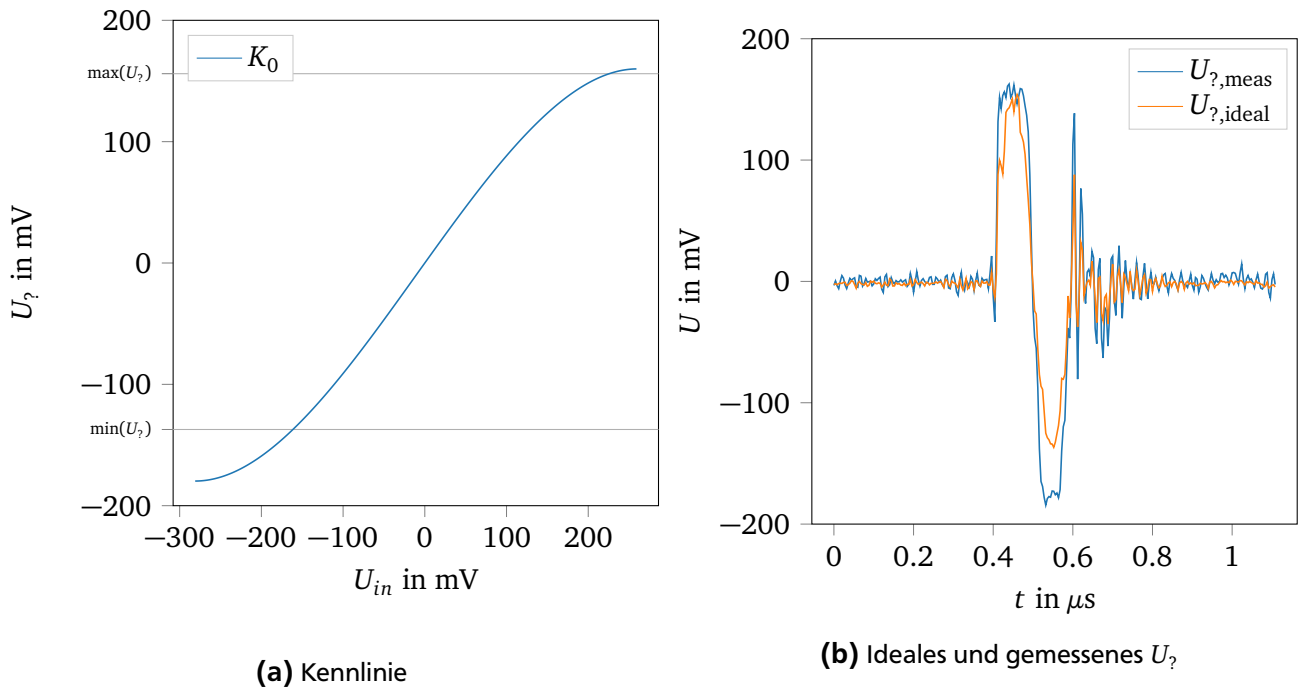 200
max(U?)
100
0
−100
min(U?)
−200
U? in mV
K0
−300 −200 −100 0 100 200
Uin in mV
(a) Kennlinie
200
100
0
−100
−200
U in mV
U?,meas
U?,ideal
0 0.2 0.4 0.6 0.8 1
t in μs
(b) Ideales und gemessenes U?